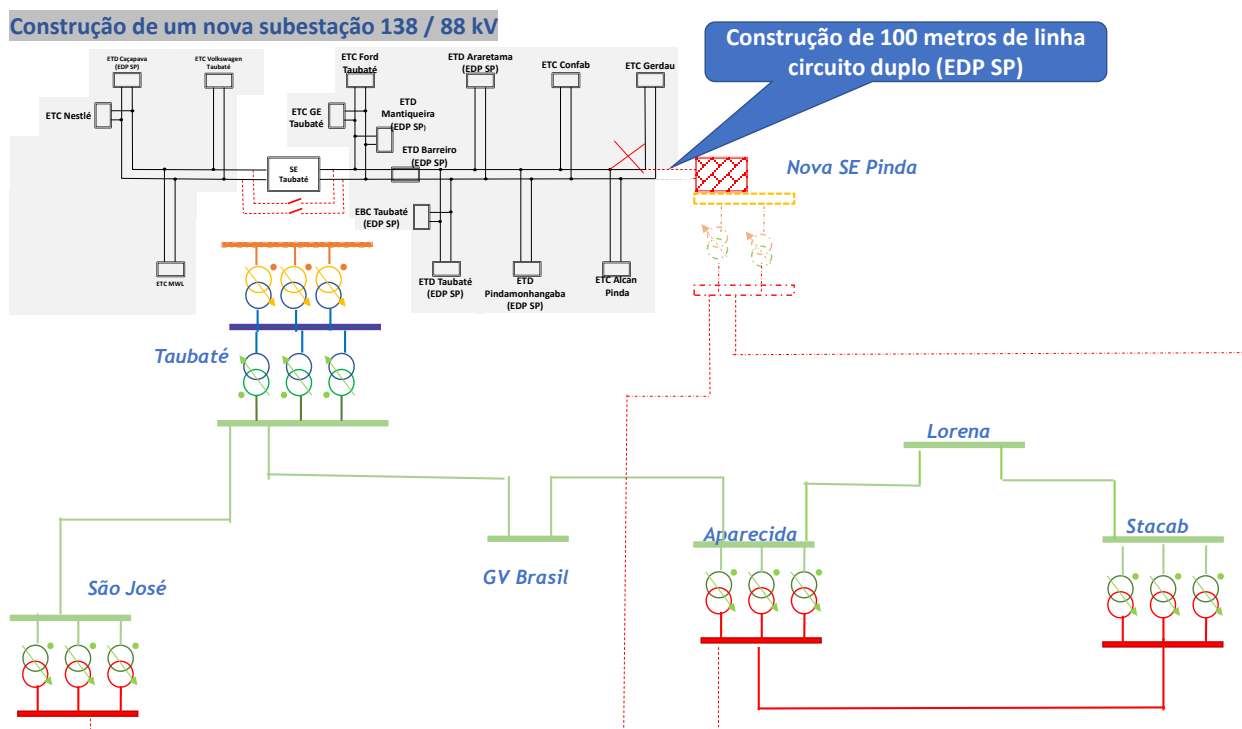 Construção de um nova subestação 138 / 88 kV
Construção de 100 metros de linha
circuito duplo (EDP SP)
ETD Caçapava
(EDP SP)
ETC Volkswagen
Taubaté
ETC Nestlé
ETC Ford
Taubaté
ETC GE
Taubaté
ETD
Mantiqueira
(EDP SP)
ETD Araretama
(EDP SP)
ETC Confab
ETC Gerdau
ETD Barreiro
(EDP SP)
SE
Taubaté
Nova SE Pinda
EBC Taubaté
(EDP SP)
ETC MWL
ETD Taubaté
(EDP SP)
ETD
Pindamonhangaba
(EDP SP)
ETC Alcan
Pinda
Taubaté
Lorena
Aparecida
Stacab
GV Brasil
São José